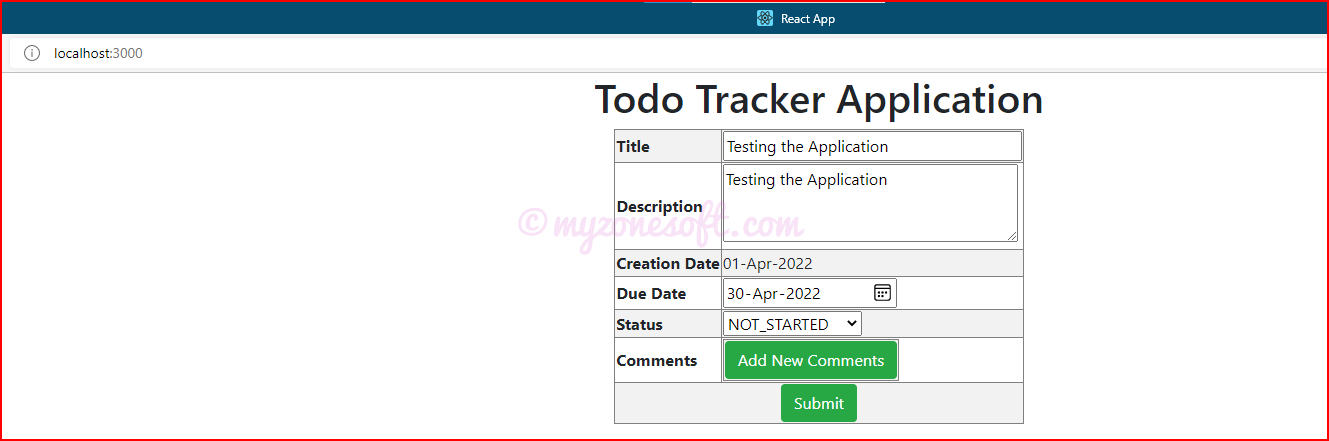 React App
localhost:3000
Todo Tracker Application
Title Testing the Application
Testing the Application
Description
© myzonesoft.com
Creation Date 01-Apr-2022
Due Date 30-Apr-2022
Status NOT_STARTED
Comments Add New Comments
Submit